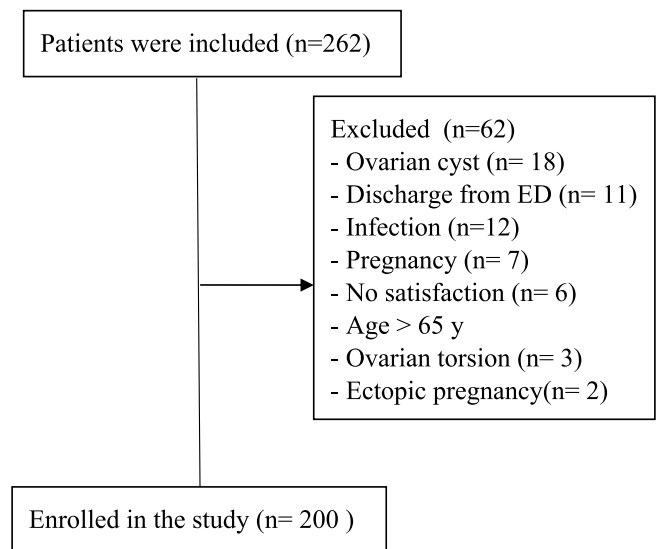 Patients were included (n=262)
Excluded (n=62)
- Ovarian cyst (n= 18)
- Discharge from ED (n= 11)
- Infection (n=12)
- Pregnancy (n= 7)
- No satisfaction (n= 6)
- Age > 65 y
- Ovarian torsion (n= 3)
- Ectopic pregnancy(n= 2)
Enrolled in the study (n= 200 )